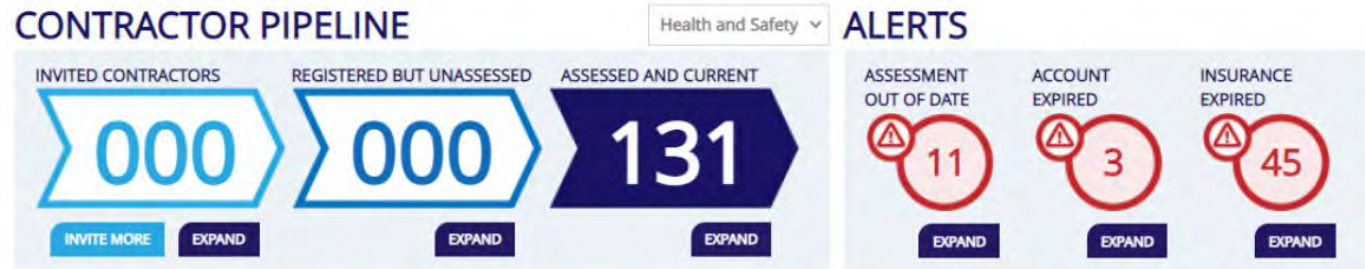 CONTRACTOR PIPELINE
Health and Safety
INVITED CONTRACTORS
REGISTERED BUT UNASSESSED
ASSESSED AND CURRENT
000
000
131
INVITE MORE
EXPAND
EXPAND
EXPAND
ALERTS
ASSESSMENT
OUT OF DATE
ACCOUNT
EXPIRED
INSURANCE
EXPIRED
11
3
45
EXPAND
EXPAND
EXPAND